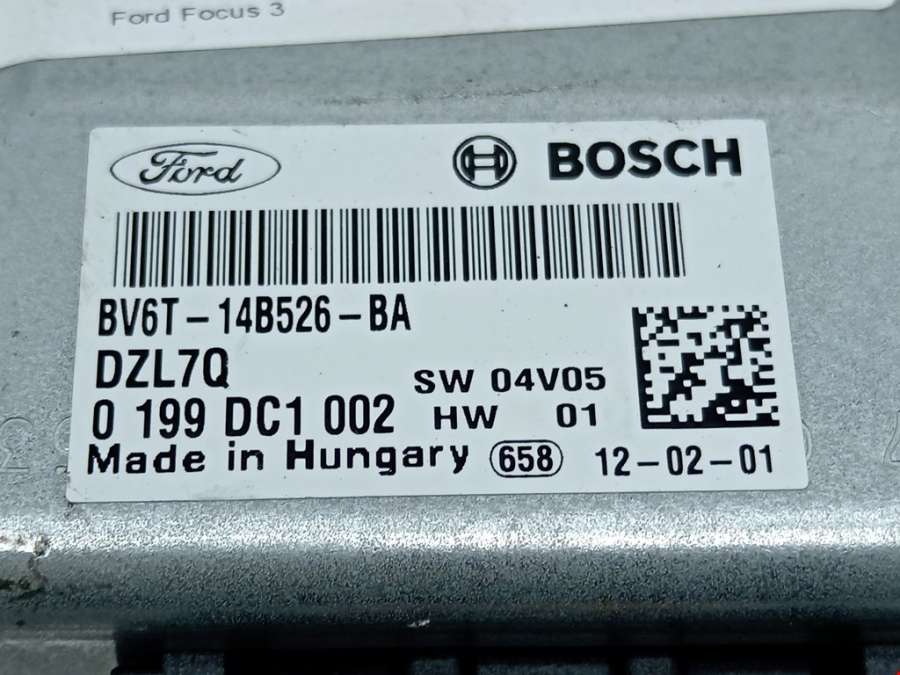 Ford Focus 3
Ford BOSCH
BV6T-14B526-BA
DZL7Q SW 04V05
0 199 DC1 002 HW 01
Made in Hungary 658 12-02-01